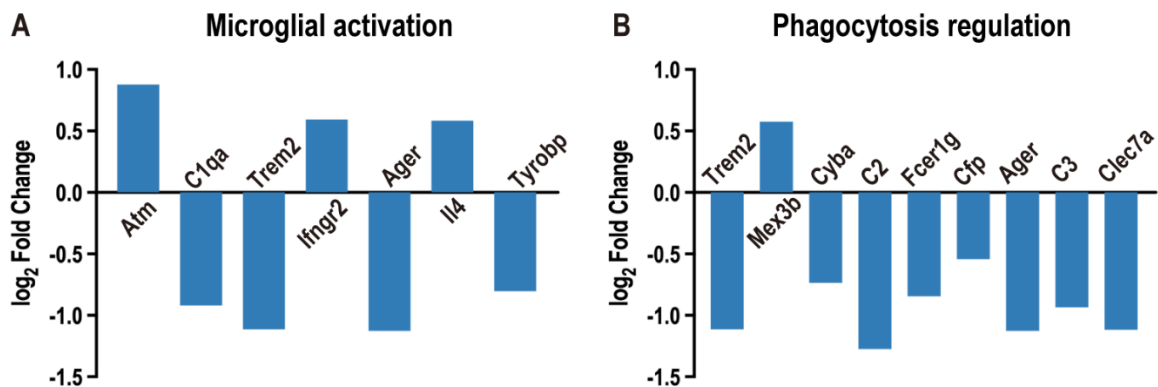 A
Microglial activation
log2 Fold Change
1.0
0.5
0.0
-0.5
-1.0
-1.5
Atm
C1qa
Trem2
Ifngr2
Ager
Il4
Tyrobp
B
Phagocytosis regulation
log2 Fold Change
1.0
0.5
0.0
-0.5
-1.0
-1.5
Trem2
Mex3b
Cyba
C2
Fcer1g
Cfp
Ager
C3
Clec7a